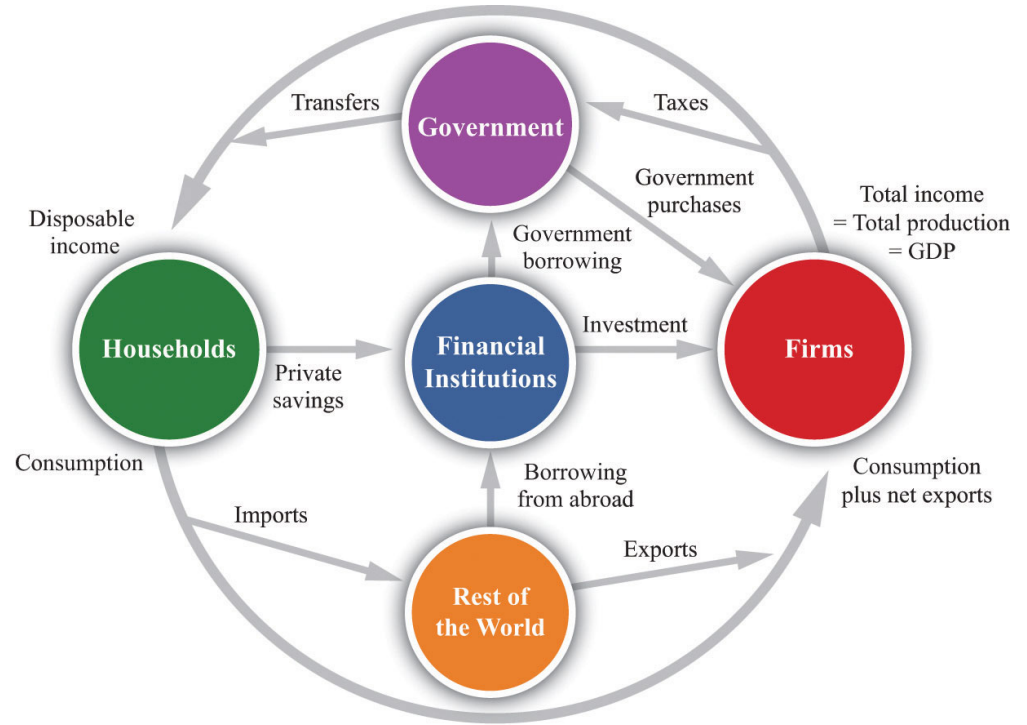 Transfers
Government
Taxes
Government
purchases
Total income
= Total production
= GDP
Disposable
income
Government
borrowing
Households
Private
savings
Financial
Institutions
Investment
Firms
Consumption
Borrowing
from abroad
Consumption
plus net exports
Imports
Exports
Rest of
the World